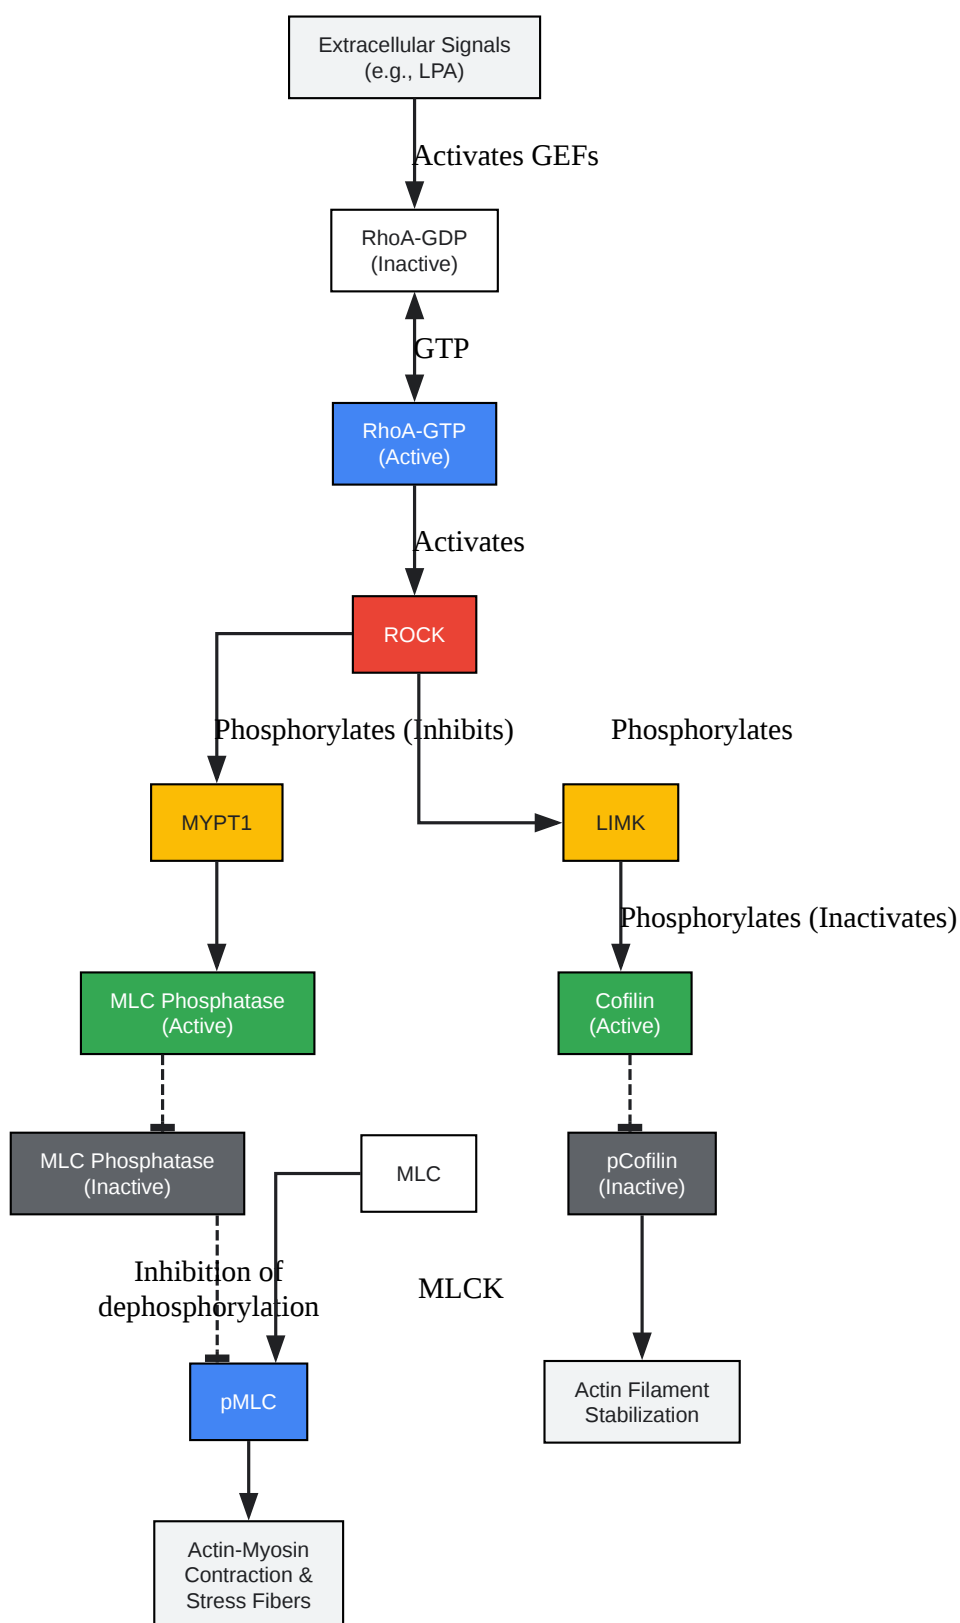 Extracellular Signals
(e.g., LPA)
Activates GEFs
RhoA-GDP
(Inactive)
GTP
RhoA-GTP
(Active)
Activates
ROCK
Phosphorylates (Inhibits)
Phosphorylates
MYPT1
LIMK
Phosphorylates (Inactivates)
MLC Phosphatase
(Active)
Cofilin
(Active)
MLC Phosphatase
(Inactive)
MLC
pCofilin
(Inactive)
Inhibition of
dephosphorylation
MLCK
pMLC
Actin Filament
Stabilization
Actin-Myosin
Contraction &
Stress Fibers